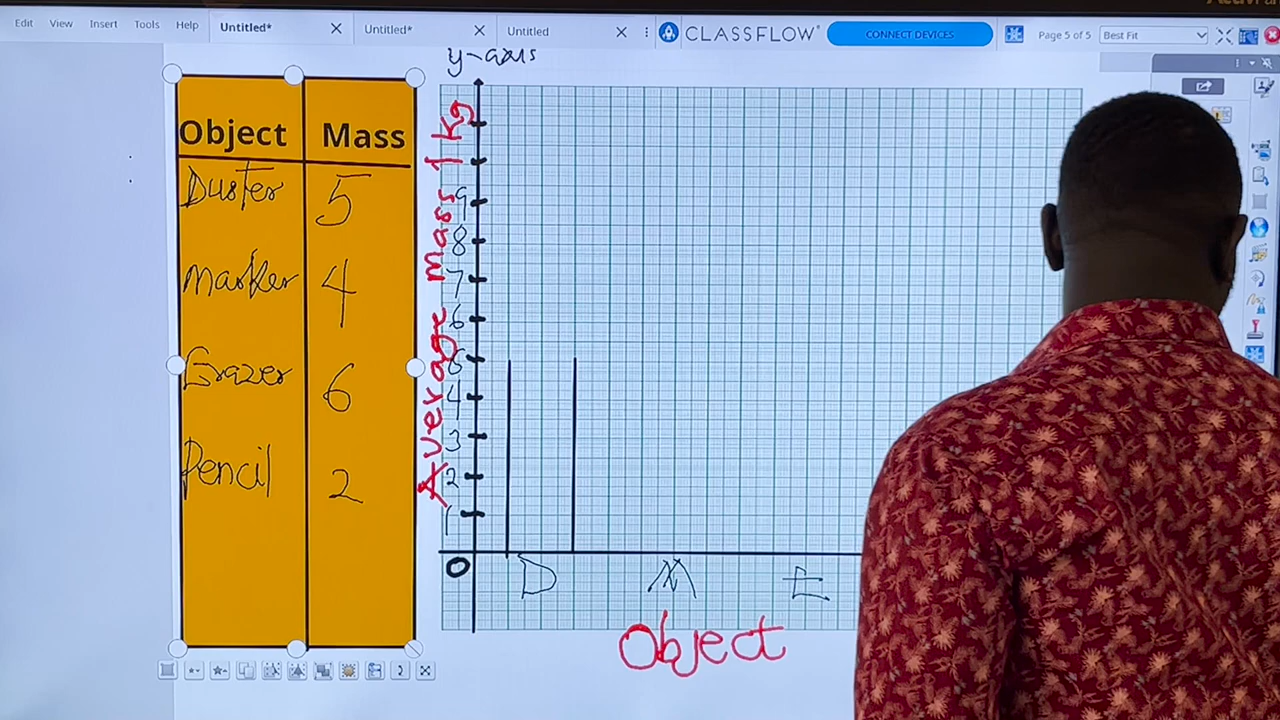 Edit View Insert Tools Help Untitled* Untitled* Untitled CLASSFLOW CONNECT DEVICES Page 5 of 5 Best Fit
y-axis
Object Mass
Duster 5
Marker 4
Erazer 6
Pencil 2
Average Mass / kg
9
8
7
6
5
4
3
2
1
0
D M E
Object